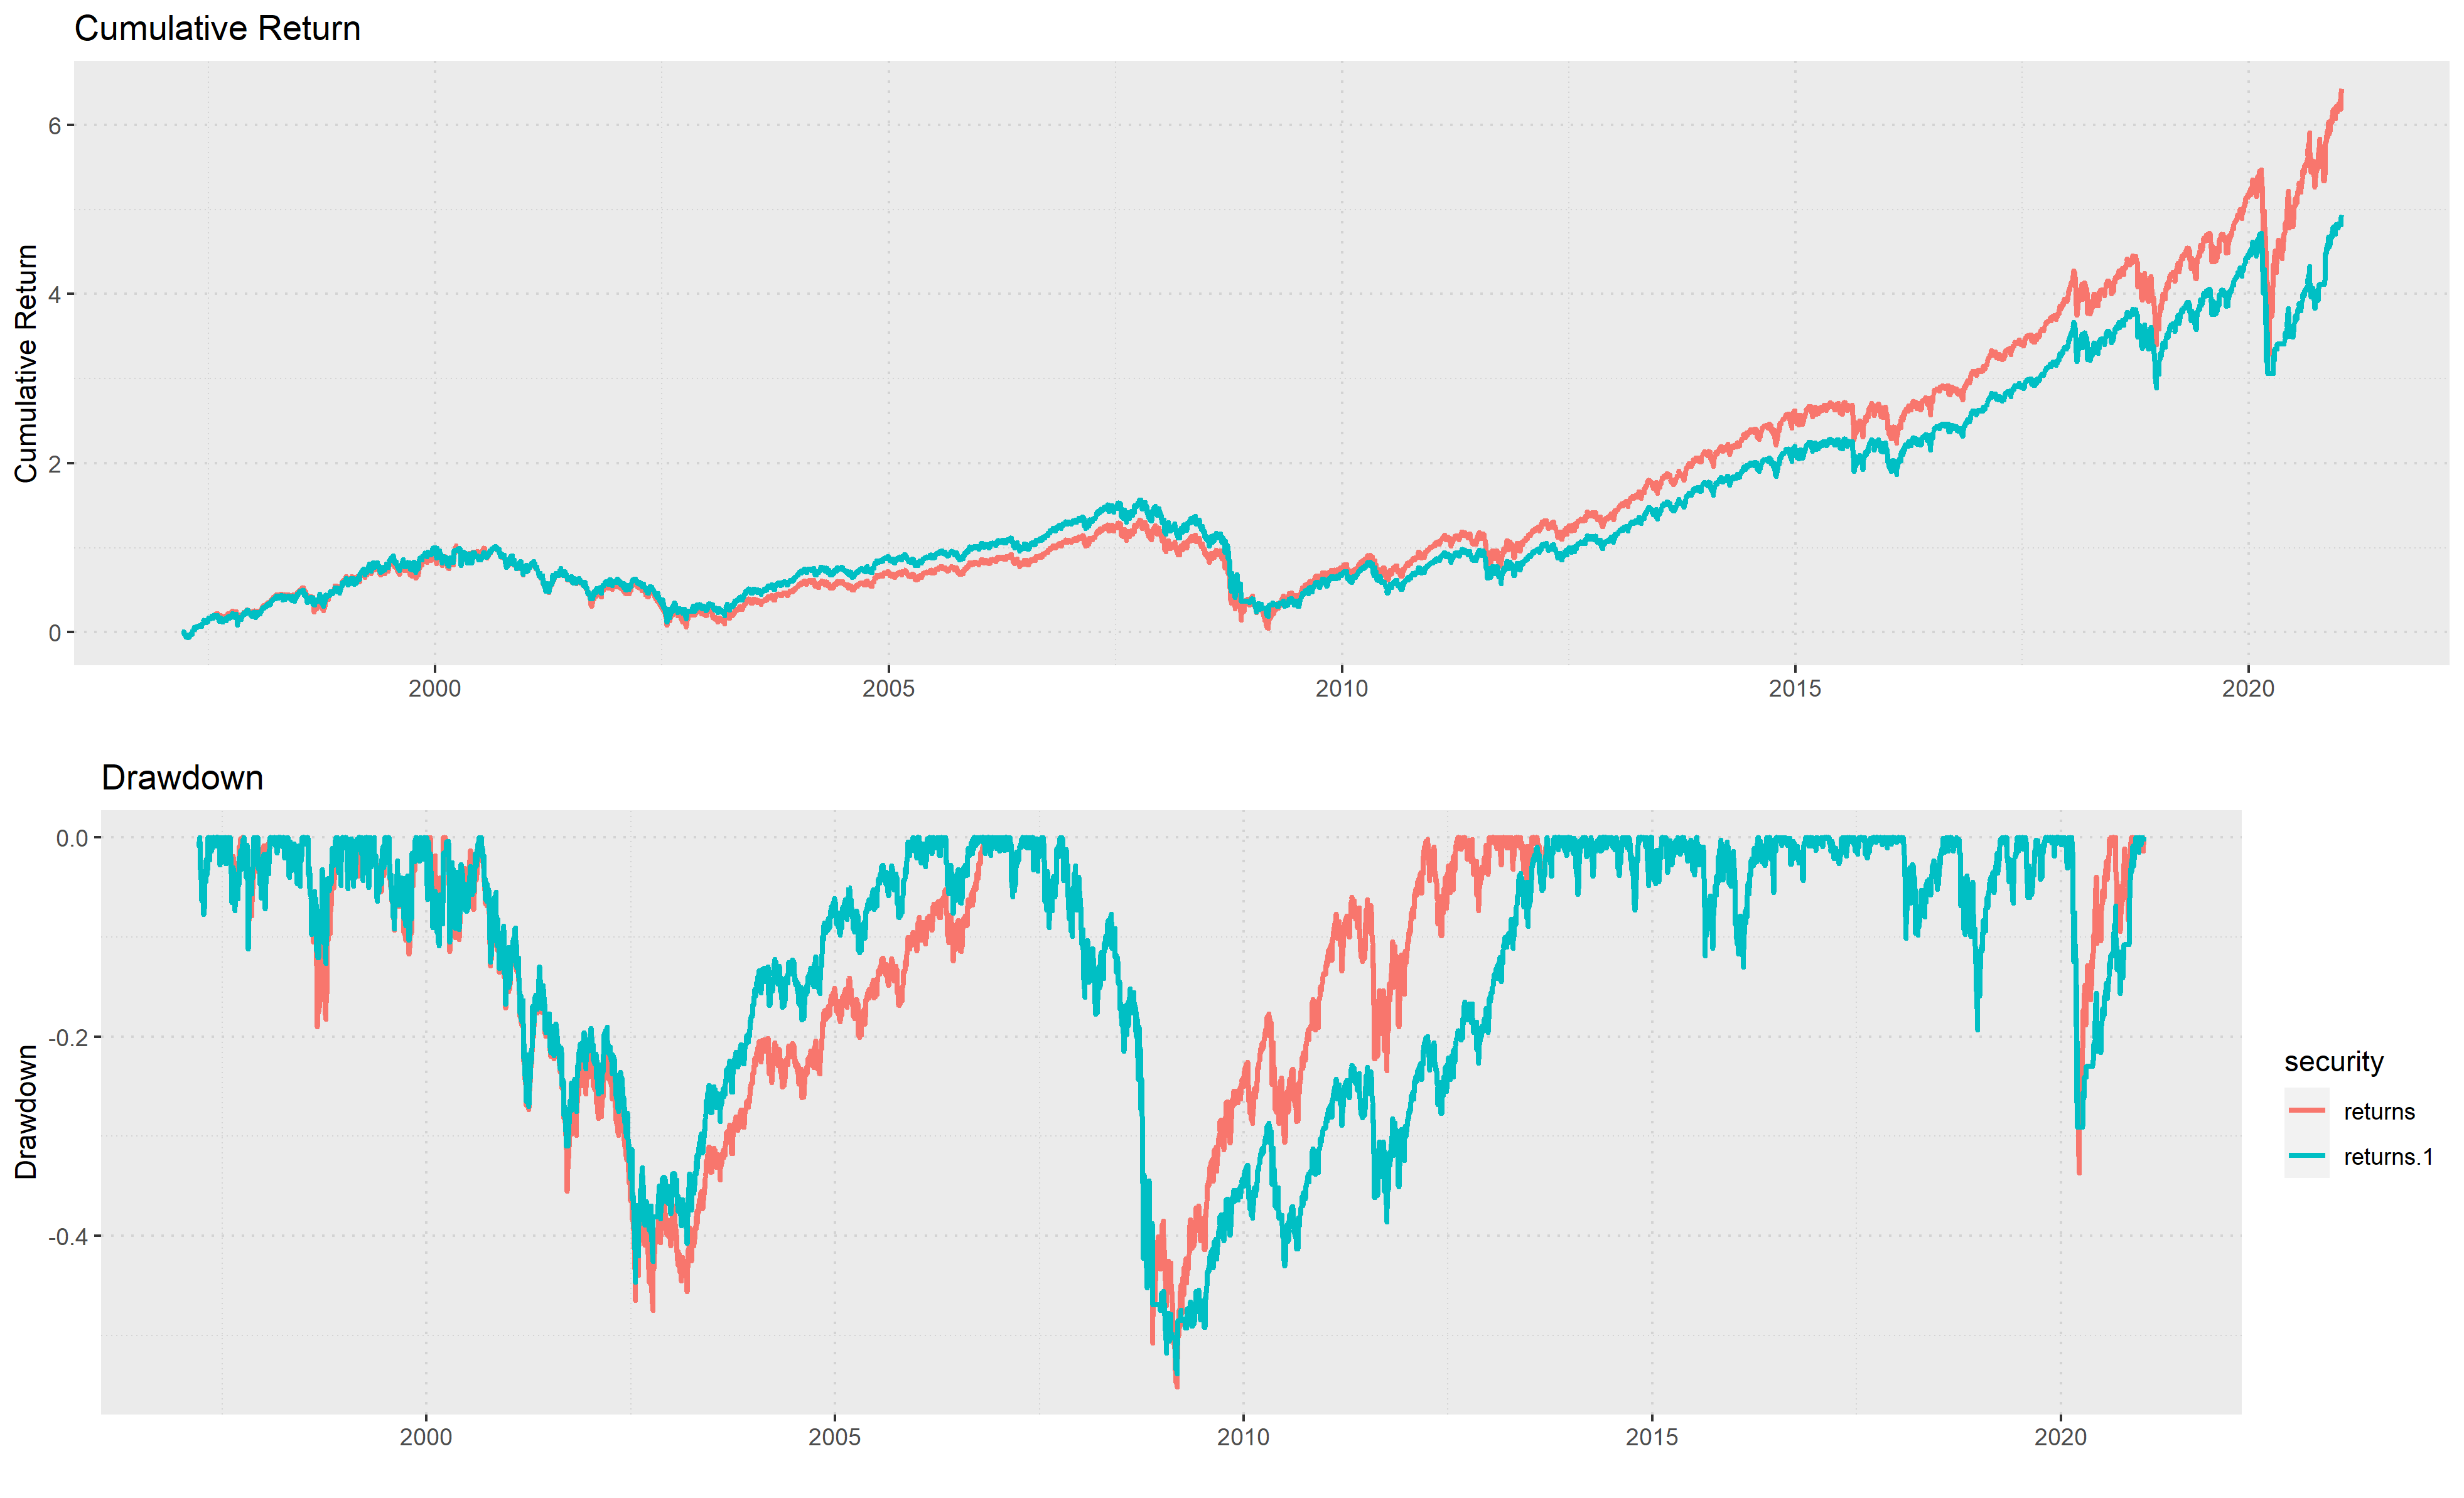 Cumulative Return
Cumulative Return
6
4
2
0
2000 2005 2010 2015 2020
Drawdown
Drawdown
0.0
-0.2
-0.4
2000 2005 2010 2015 2020
security
returns
returns.1